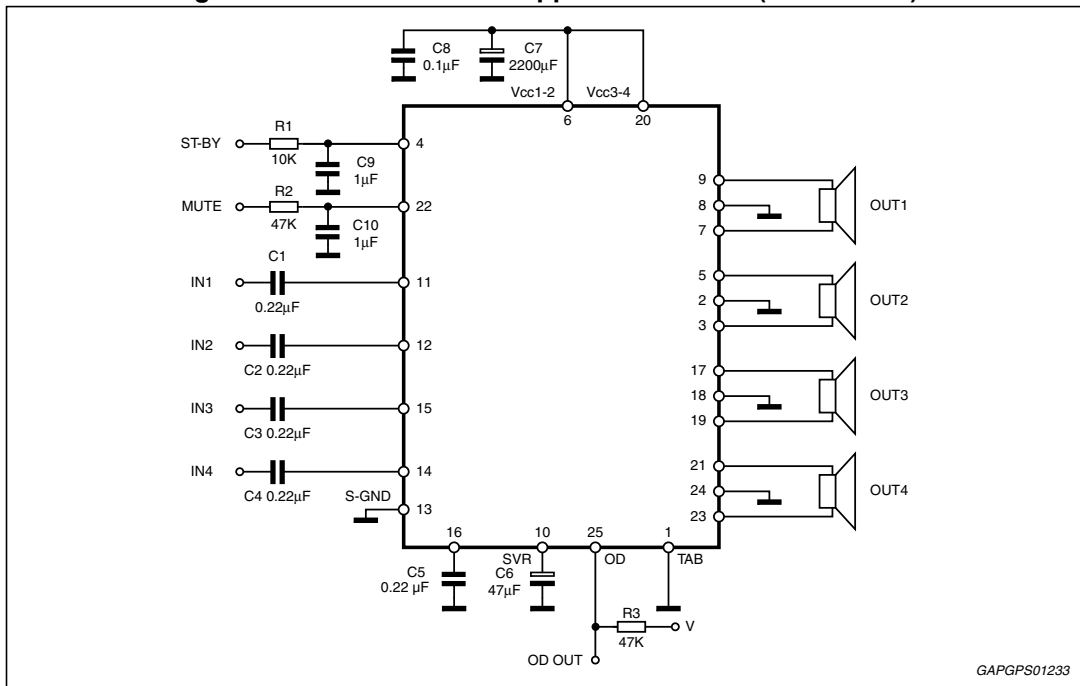 C8
0.1µF
C7
2200µF
Vcc1-2
Vcc3-4
6
20
ST-BY
R1
10K
4
C9
1µF
MUTE
R2
47K
22
C10
1µF
IN1
C1
0.22µF
11
IN2
C2 0.22µF
12
IN3
C3 0.22µF
15
IN4
C4 0.22µF
14
S-GND
13
9
8
7
OUT1
5
2
3
OUT2
17
18
19
OUT3
21
24
23
OUT4
16
10
25
1
SVR
OD
TAB
C5
0.22 µF
C6
47µF
R3
47K
V
OD OUT
GAPGPS01233